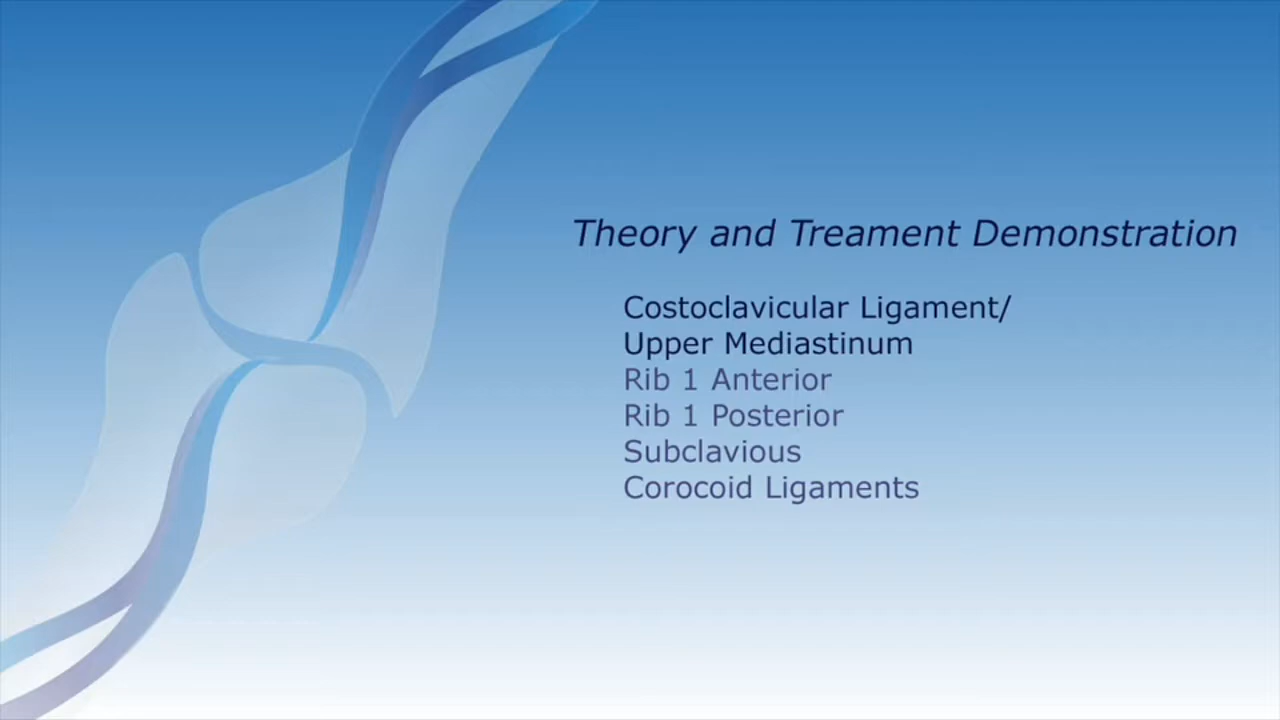 Theory and Treament Demonstration
Costoclavicular Ligament/
Upper Mediastinum
Rib 1 Anterior
Rib 1 Posterior
Subclavious
Corocoid Ligaments